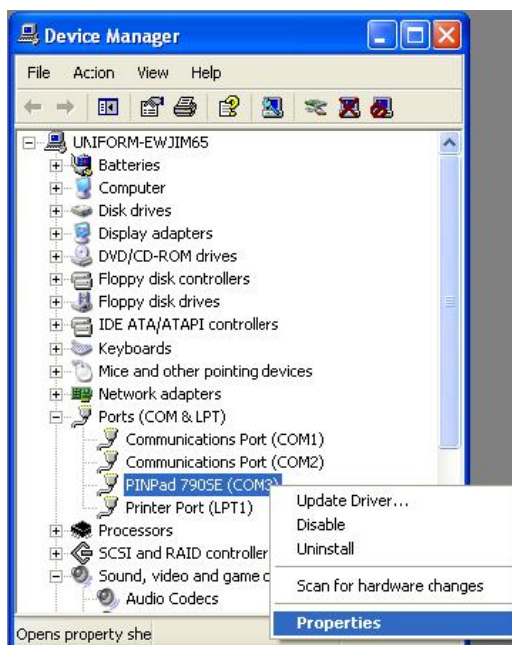 Device Manager
File Action View Help
UNIFORM-EWJIM65
Batteries
Computer
Disk drives
Display adapters
DVD/CD-ROM drives
Floppy disk controllers
Floppy disk drives
IDE ATA/ATAPI controllers
Keyboards
Mice and other pointing devices
Network adapters
Ports (COM & LPT)
Communications Port (COM1)
Communications Port (COM2)
PINPad 790SE (COM3)
Printer Port (LPT1)
Processors
SCSI and RAID controller
Sound, video and game c
Audio Codecs
Update Driver...
Disable
Uninstall
Scan for hardware changes
Properties
Opens property she